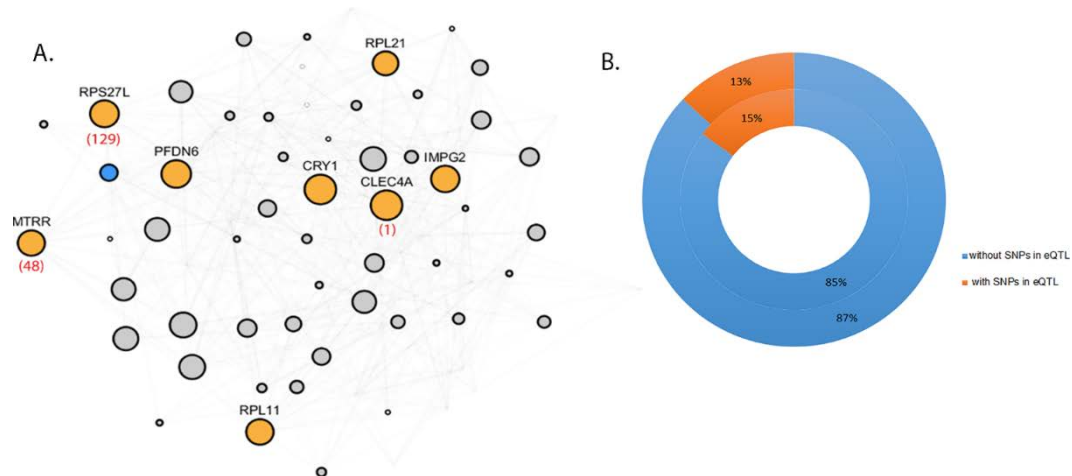 A.
RPL21
RPS27L
(129)
PFDN6
CRY1
IMPG2
CLEC4A
(1)
MTRR
(48)
RPL11
B.
13%
15%
85%
87%
without SNPs in eQTL
with SNPs in eQTL